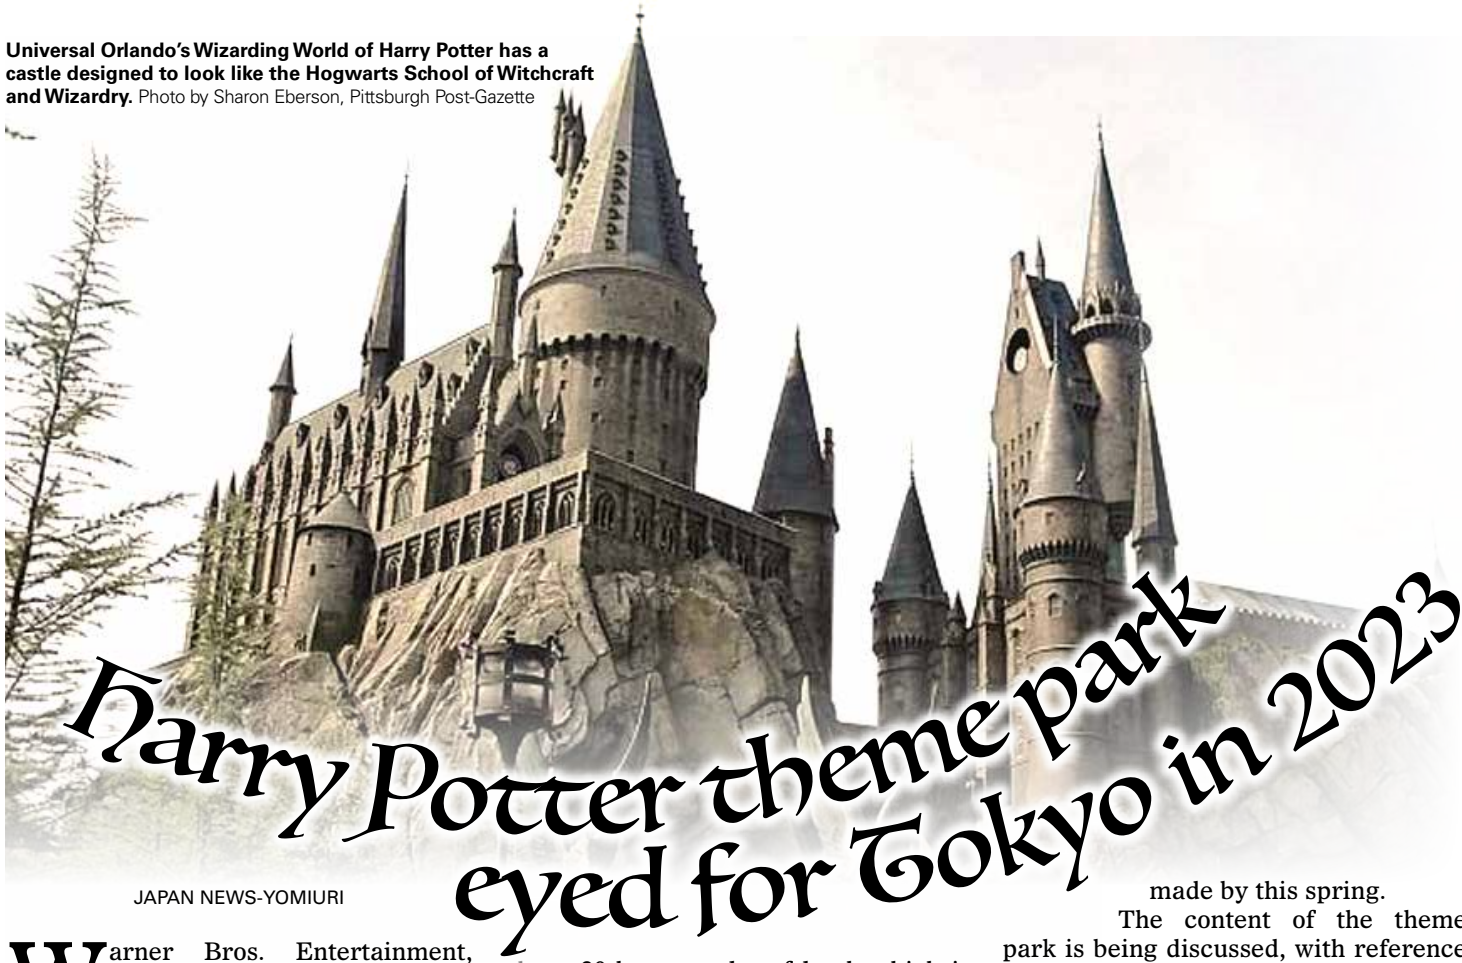 Universal Orlando's Wizarding World of Harry Potter has a
castle designed to look like the Hogwarts School of Witchcraft
and Wizardry. Photo by Sharon Eberson, Pittsburgh Post-Gazette
Harry Potter theme park
eyed for Tokyo in 2023
JAPAN NEWS-YOMIURI
Warner Bros. Entertainment,
made by this spring.
The content of the theme
park is being discussed, with reference